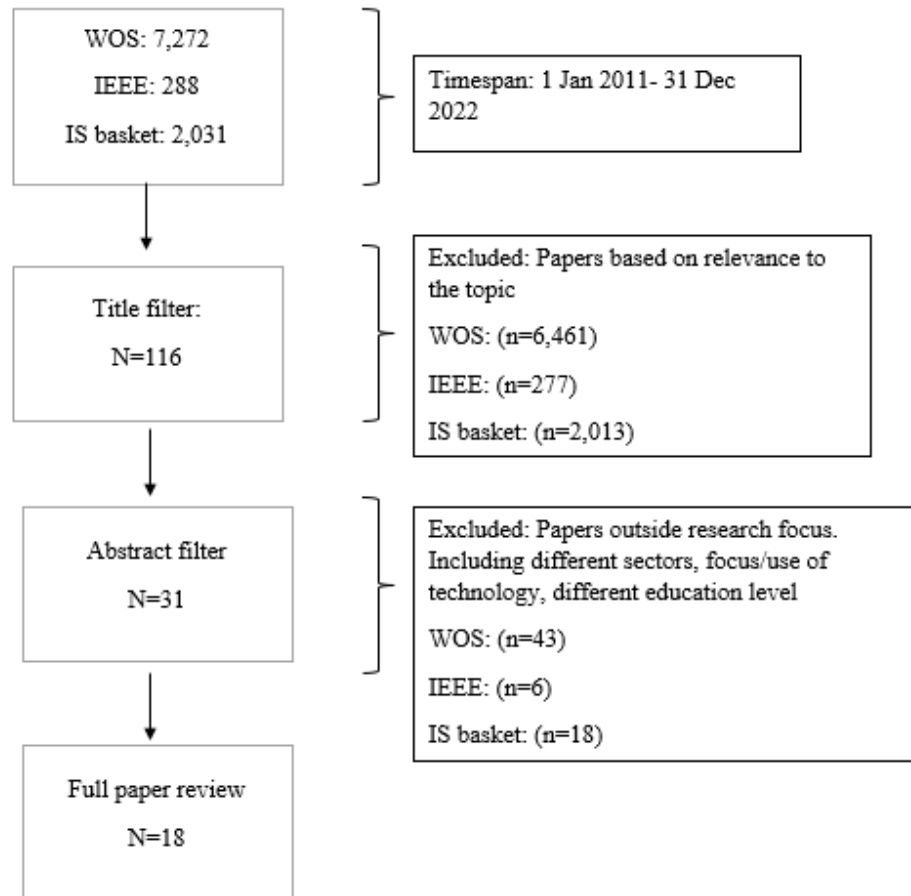 WOS: 7,272
IEEE: 288
IS basket: 2,031
Timespan: 1 Jan 2011- 31 Dec
2022
Title filter:
N=116
Excluded: Papers based on relevance to
the topic
WOS: (n=6,461)
IEEE: (n=277)
IS basket: (n=2,013)
Abstract filter
N=31
Excluded: Papers outside research focus.
Including different sectors, focus/use of
technology, different education level
WOS: (n=43)
IEEE: (n=6)
IS basket: (n=18)
Full paper review
N=18